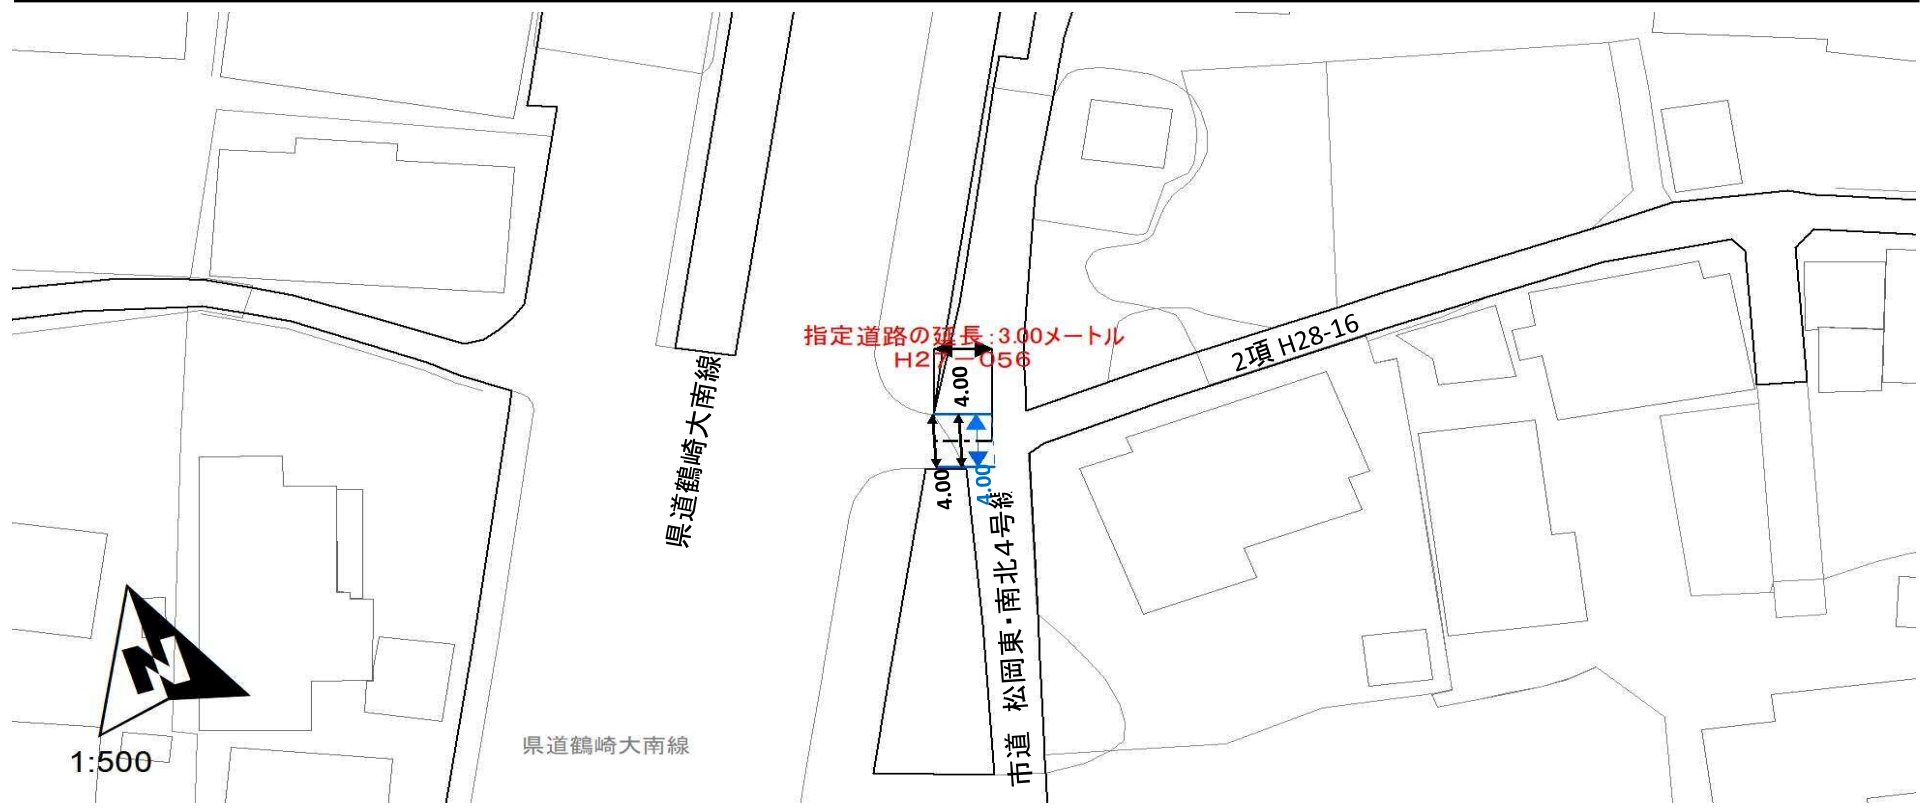 指定道路の延長:3.00メートル
H27-056
2項 H28-16
4.00
4.00
4.00
県道鶴崎大南線
市道 松岡東・南北4号線
県道鶴崎大南線
N
1:500